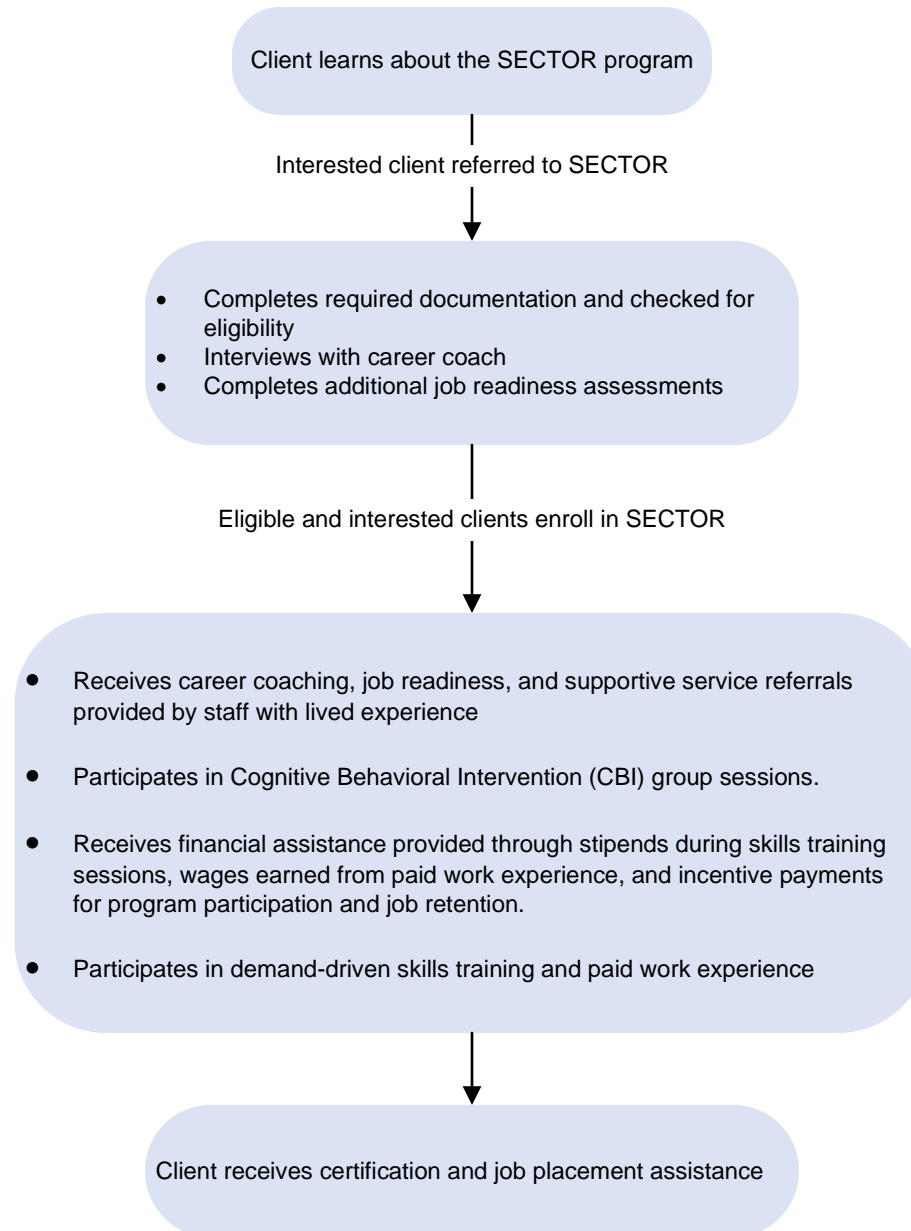 Client learns about the SECTOR program
Interested client referred to SECTOR
• Completes required documentation and checked for
eligibility
• Interviews with career coach
• Completes additional job readiness assessments
Eligible and interested clients enroll in SECTOR
• Receives career coaching, job readiness, and supportive service referrals
provided by staff with lived experience
• Participates in Cognitive Behavioral Intervention (CBI) group sessions.
• Receives financial assistance provided through stipends during skills training
sessions, wages earned from paid work experience, and incentive payments
for program participation and job retention.
• Participates in demand-driven skills training and paid work experience
Client receives certification and job placement assistance